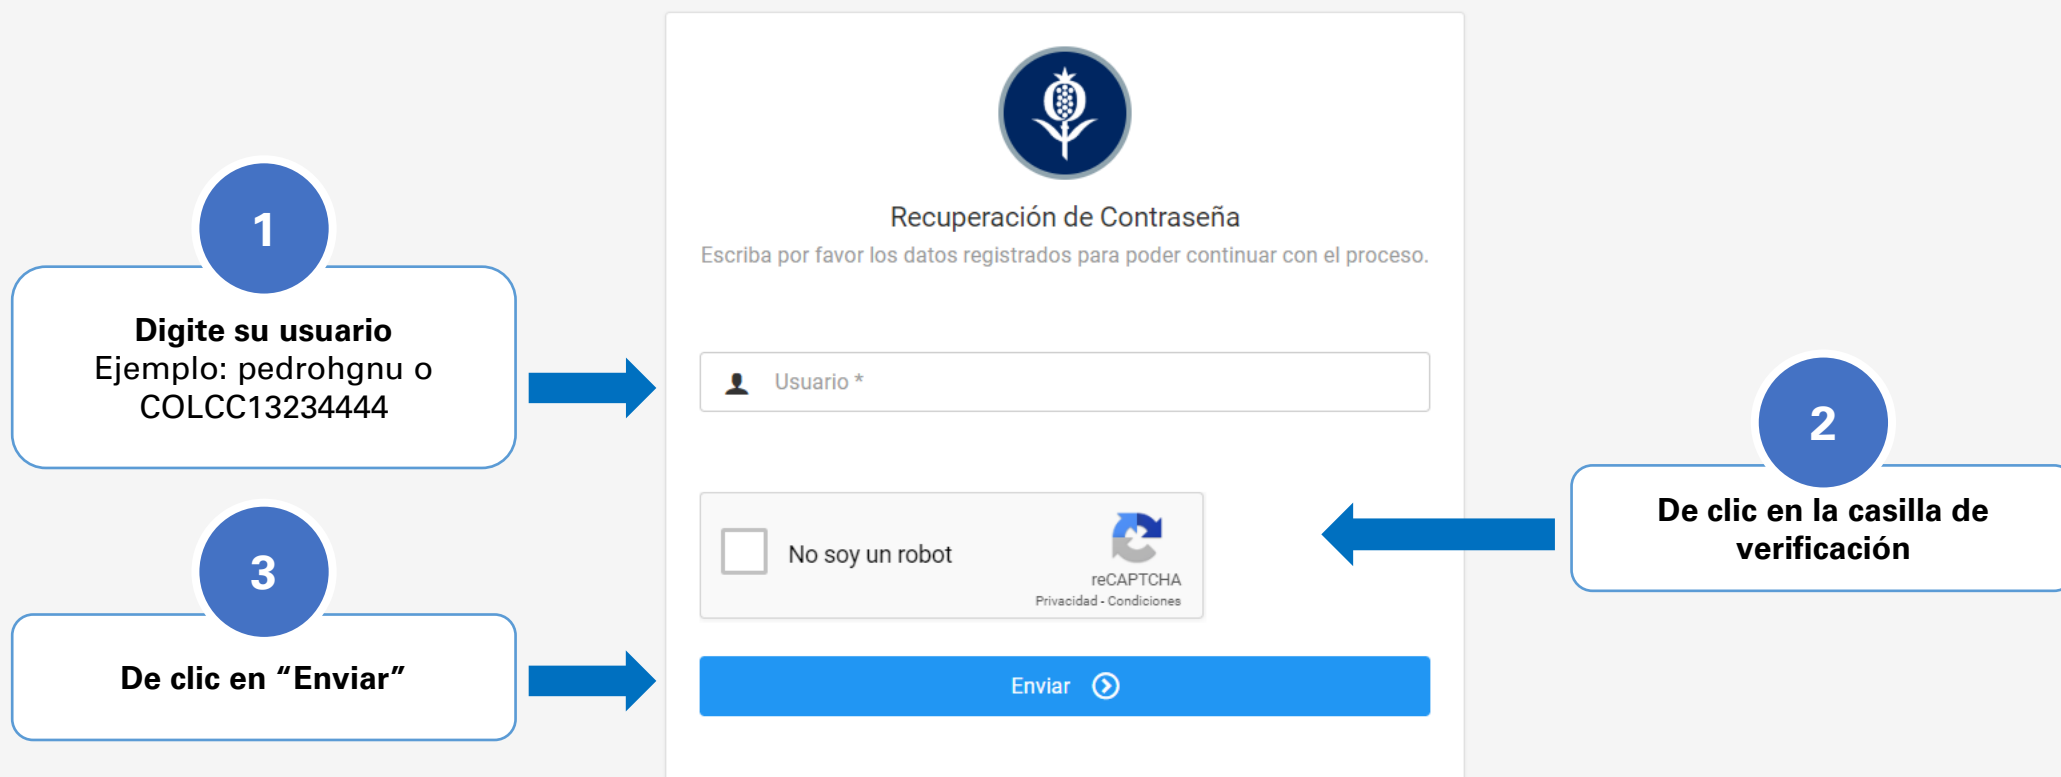 1
Digite su usuario
Ejemplo: pedrohgnu o
COLCC13234444
Recuperación de Contraseña
Escriba por favor los datos registrados para poder continuar con el proceso.
Usuario *
2
De clic en la casilla de
verificación
No soy un robot
reCAPTCHA
Privacidad - Condiciones
3
De clic en “Enviar”
Enviar